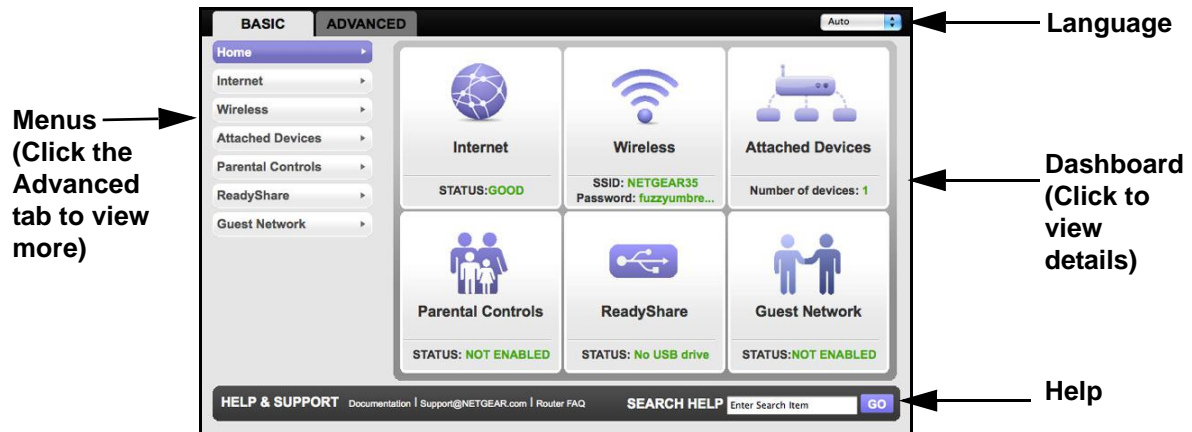 BASIC
ADVANCED
Auto
Language
Home
Internet
Wireless
Attached Devices
Parental Controls
ReadyShare
Guest Network
Menus
(Click the
Advanced
tab to view
more)
Internet
STATUS:GOOD
Wireless
SSID: NETGEAR35
Password: fuzzyumbre...
Attached Devices
Number of devices: 1
Parental Controls
STATUS: NOT ENABLED
ReadyShare
STATUS: No USB drive
Guest Network
STATUS:NOT ENABLED
Dashboard
(Click to
view
details)
HELP & SUPPORT Documentation | Support@NETGEAR.com | Router FAQ SEARCH HELP Enter Search Item GO
Help